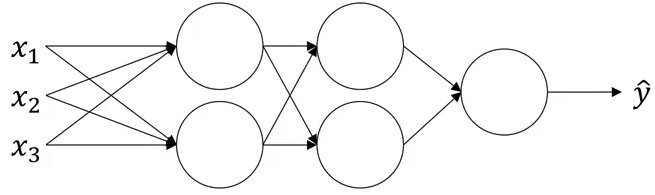 x₁
x₂
x₃
ŷ